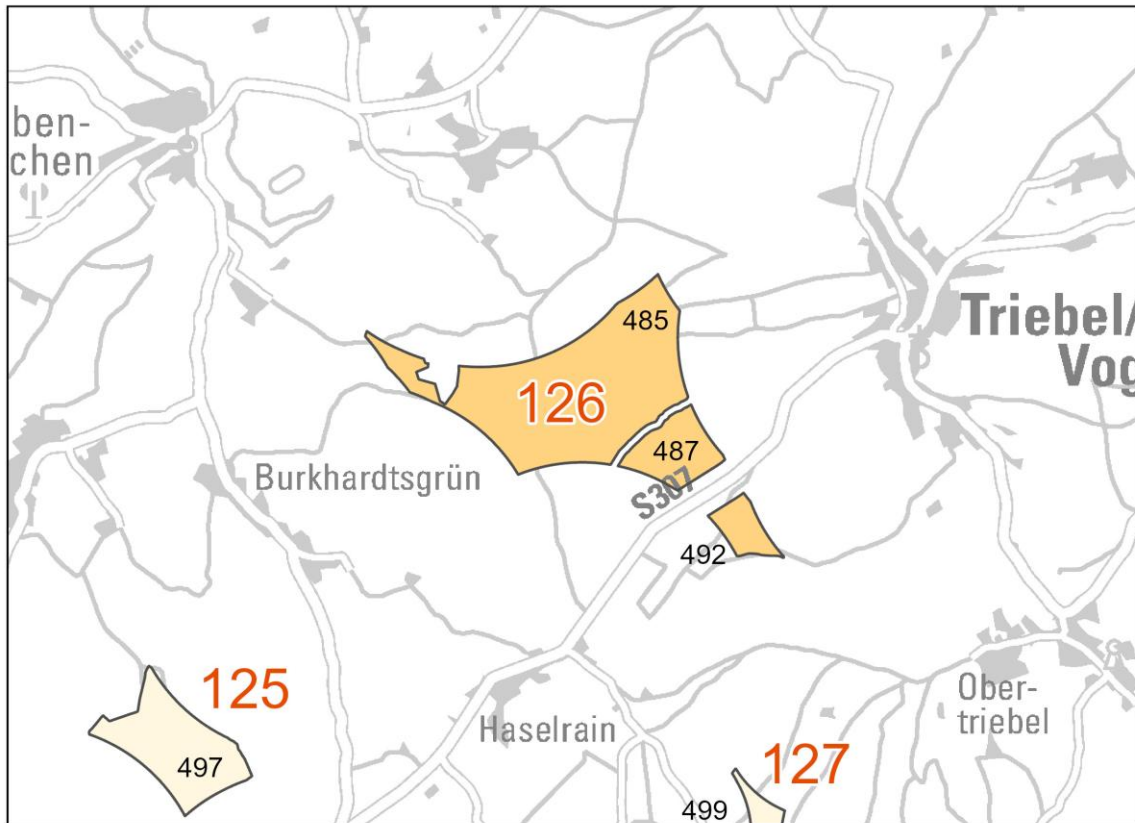 ben-
chen
485
Triebel/
Vog
126
487
Burkhardtsgrün
S307
492
125
Ober-
triebel
Haselrain
497
127
499